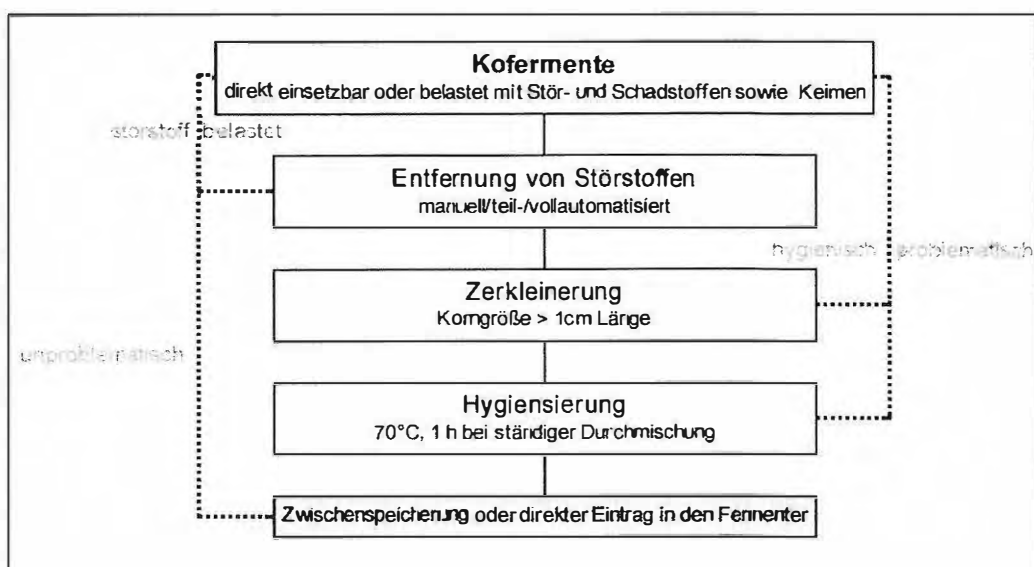 Kofermente
direkt einsetzbar oder belastet mit Stör- und Schadstoffen sowie Keimen
störstoff belastet
Entfernung von Störstoffen
manuell/teil-/vollautomatisiert
hygienisch problematisch
Zerkleinerung
Korngröße > 1cm Länge
unproblematisch
Hygiensierung
70°C, 1 h bei ständiger Durchmischung
Zwischenspeicherung oder direkter Eintrag in den Fermenter